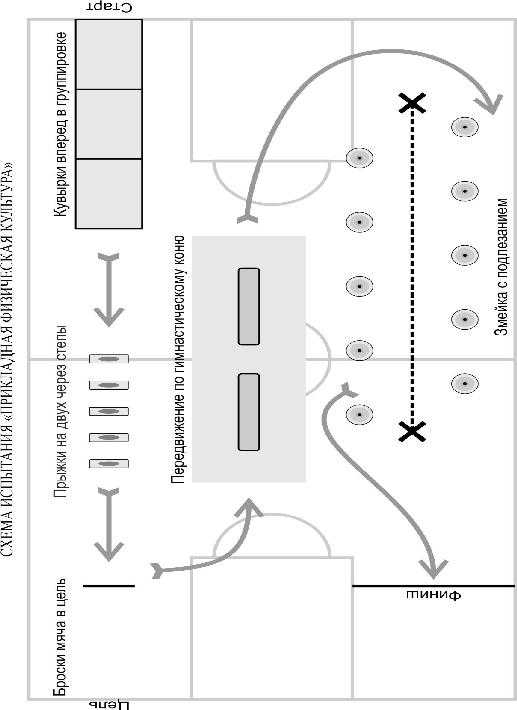 СХЕМА ИСПЫТАНИЯ «ПРИКЛАДНАЯ ФИЗИЧЕСКАЯ КУЛЬТУРА»
Старт
Кувырки вперед в группировке
Прыжки на двух через степы
Броски мяча в цель
Цель
Передвижение по гимнастическому коню
Змейка с подлезанием
Финиш